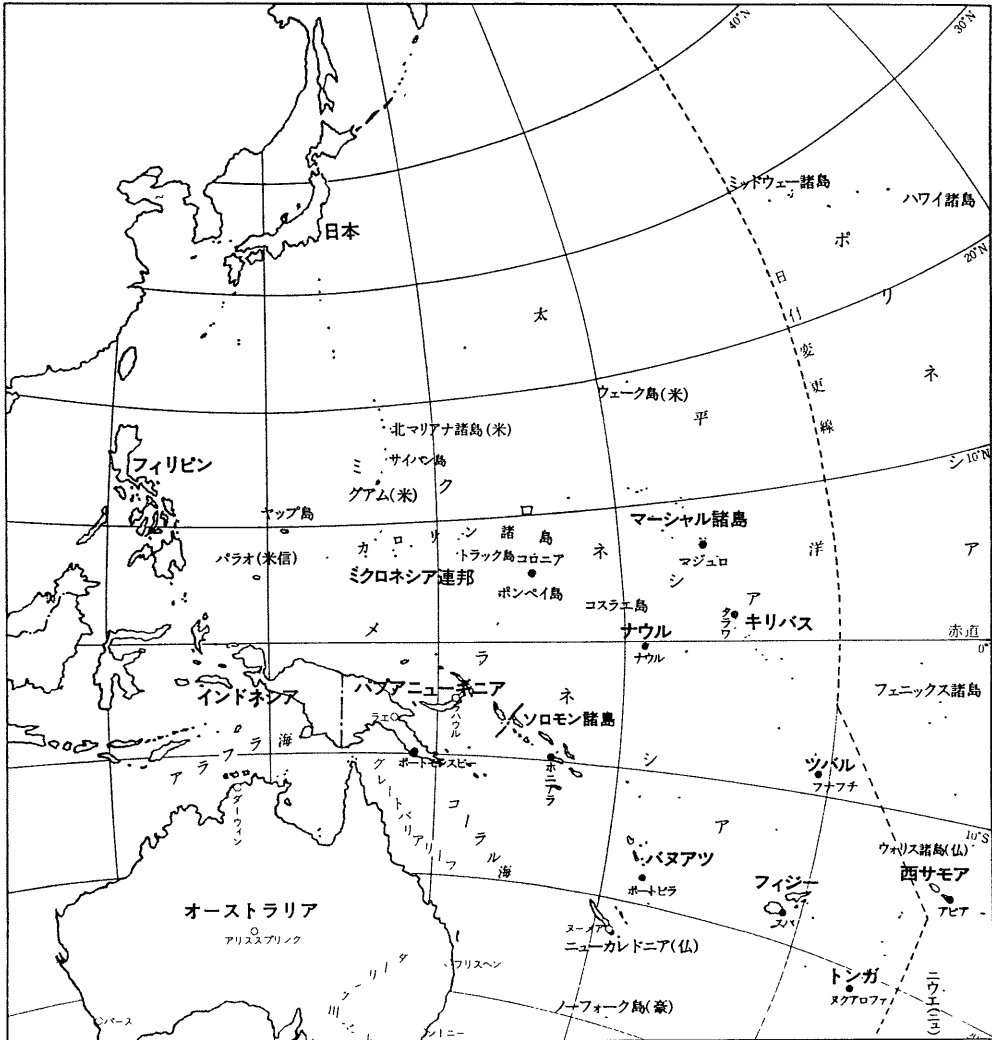 40°N
30°N
ミッドウェー諸島
ハワイ諸島
日本
ポリネシア
20°N
日付変更線
太平洋
ウェーク島(米)
北マリアナ諸島(米)
サイパン島
ミクロネシア
グアム(米)
10°N
フィリピン
ヤップ島
マーシャル諸島
マジュロ
カロリン諸島
トラック島
コロニア
パラオ(米信)
ミクロネシア連邦
ポンペイ島
コスラエ島
タラワ
キリバス
ナウル
ナウル
赤道
0°
メラネシア
フェニックス諸島
インドネシア
パプアニューギニア
ラエ
ラバウル
ソロモン諸島
アラフラ海
ポートモレスビー
ホニアラ
ツバル
フナフチ
ダーウィン
グレートバリアリーフ
コーラル海
10°S
ウォリス諸島(仏)
バヌアツ
ポートビラ
フィジー
スバ
西サモア
アピア
オーストラリア
アリススプリング
ヌーメア
ニューカレドニア(仏)
ブリスベン
トンガ
ヌクアロファ
ニウエ(ニュ)
ダーリング川
ノーフォーク島(豪)
パース